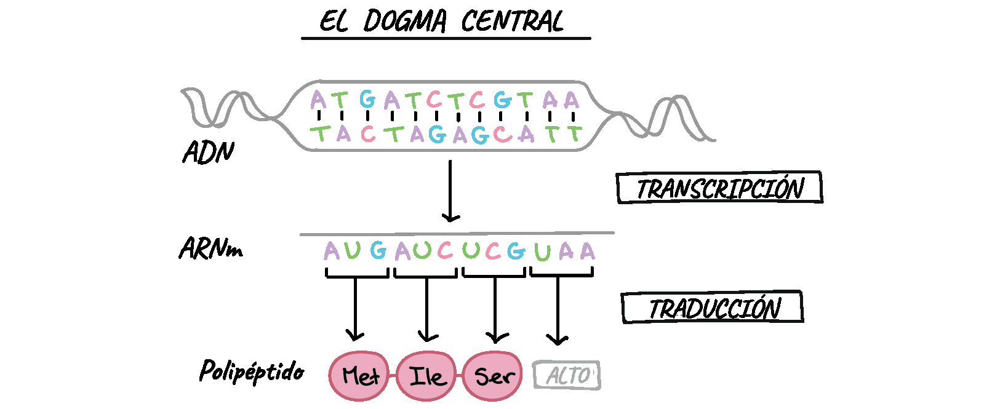 EL DOGMA CENTRAL
A T G A T C T C G T A A
T A C T A G A G C A T T
ADN
TRANSCRIPCIÓN
ARNm
A U G A U C U C G U A A
TRADUCCIÓN
Polipéptido
Met Ile Ser ALTO